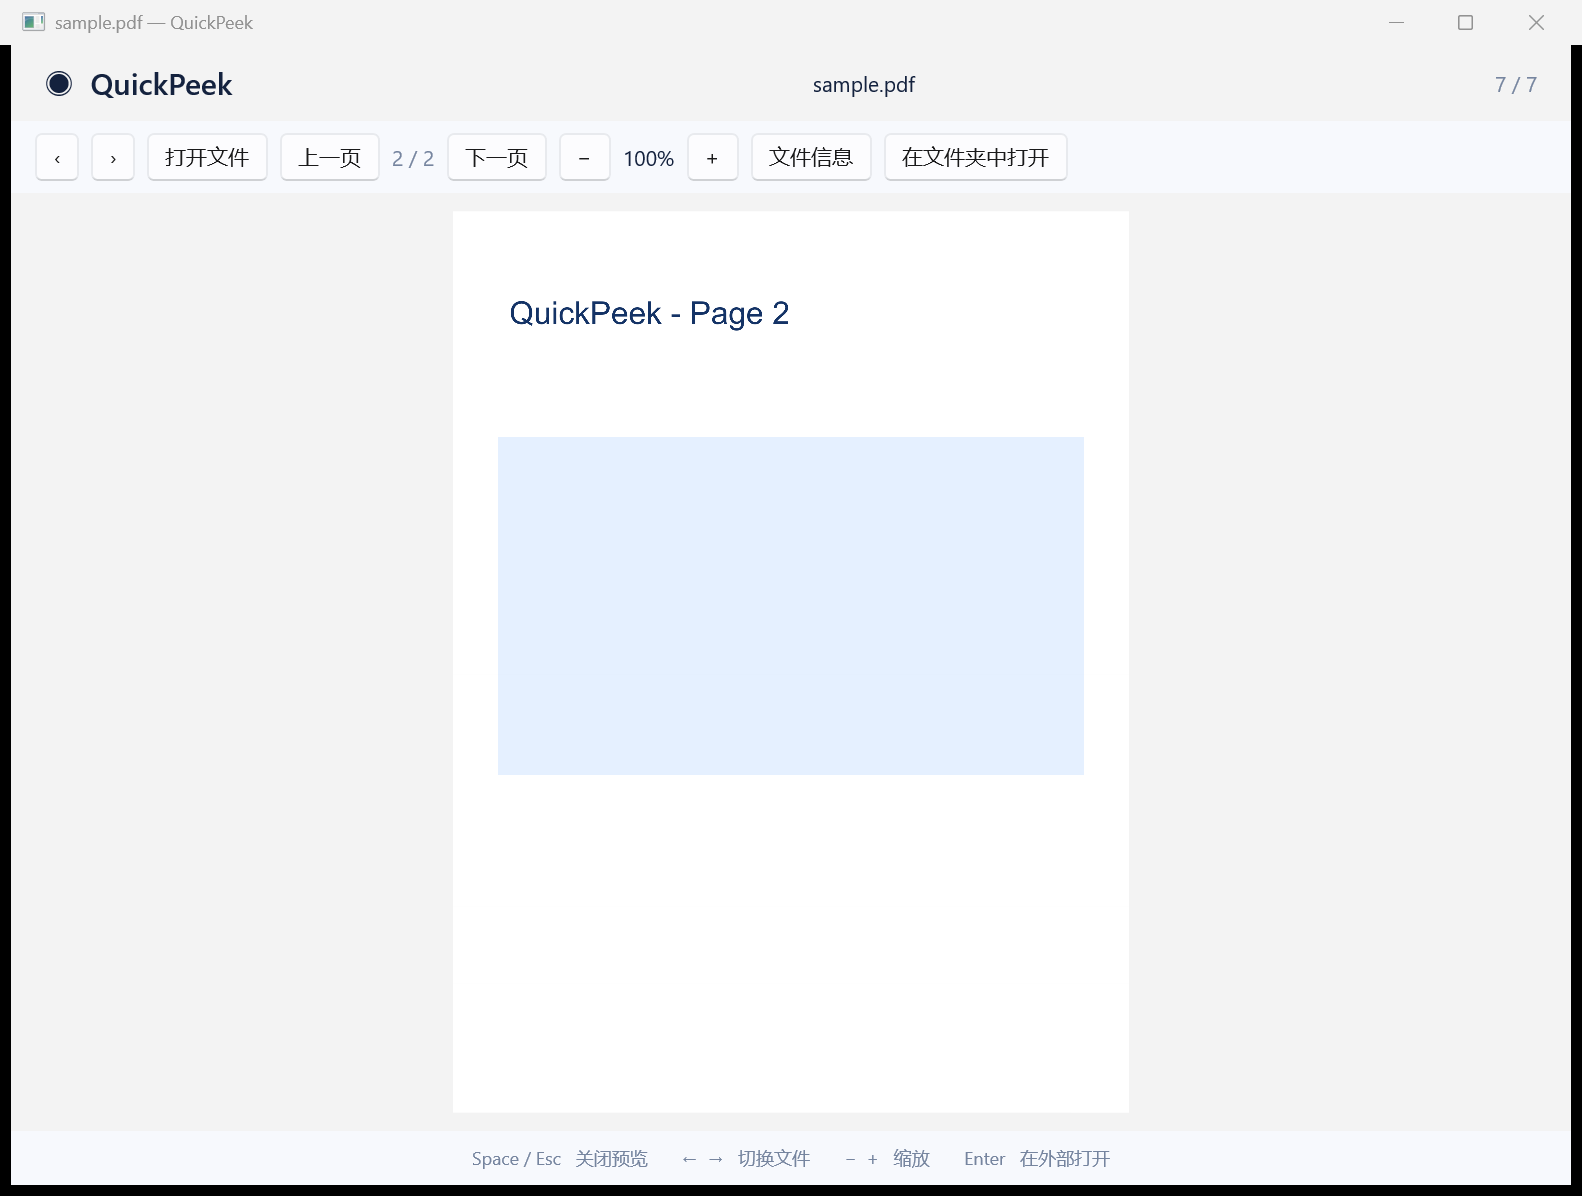 sample.pdf — QuickPeek
QuickPeek
sample.pdf
7 / 7
‹ › 打开文件 上一页 2 / 2 下一页 − 100% + 文件信息 在文件夹中打开
QuickPeek - Page 2
Space / Esc 关闭预览 ← → 切换文件 − + 缩放 Enter 在外部打开